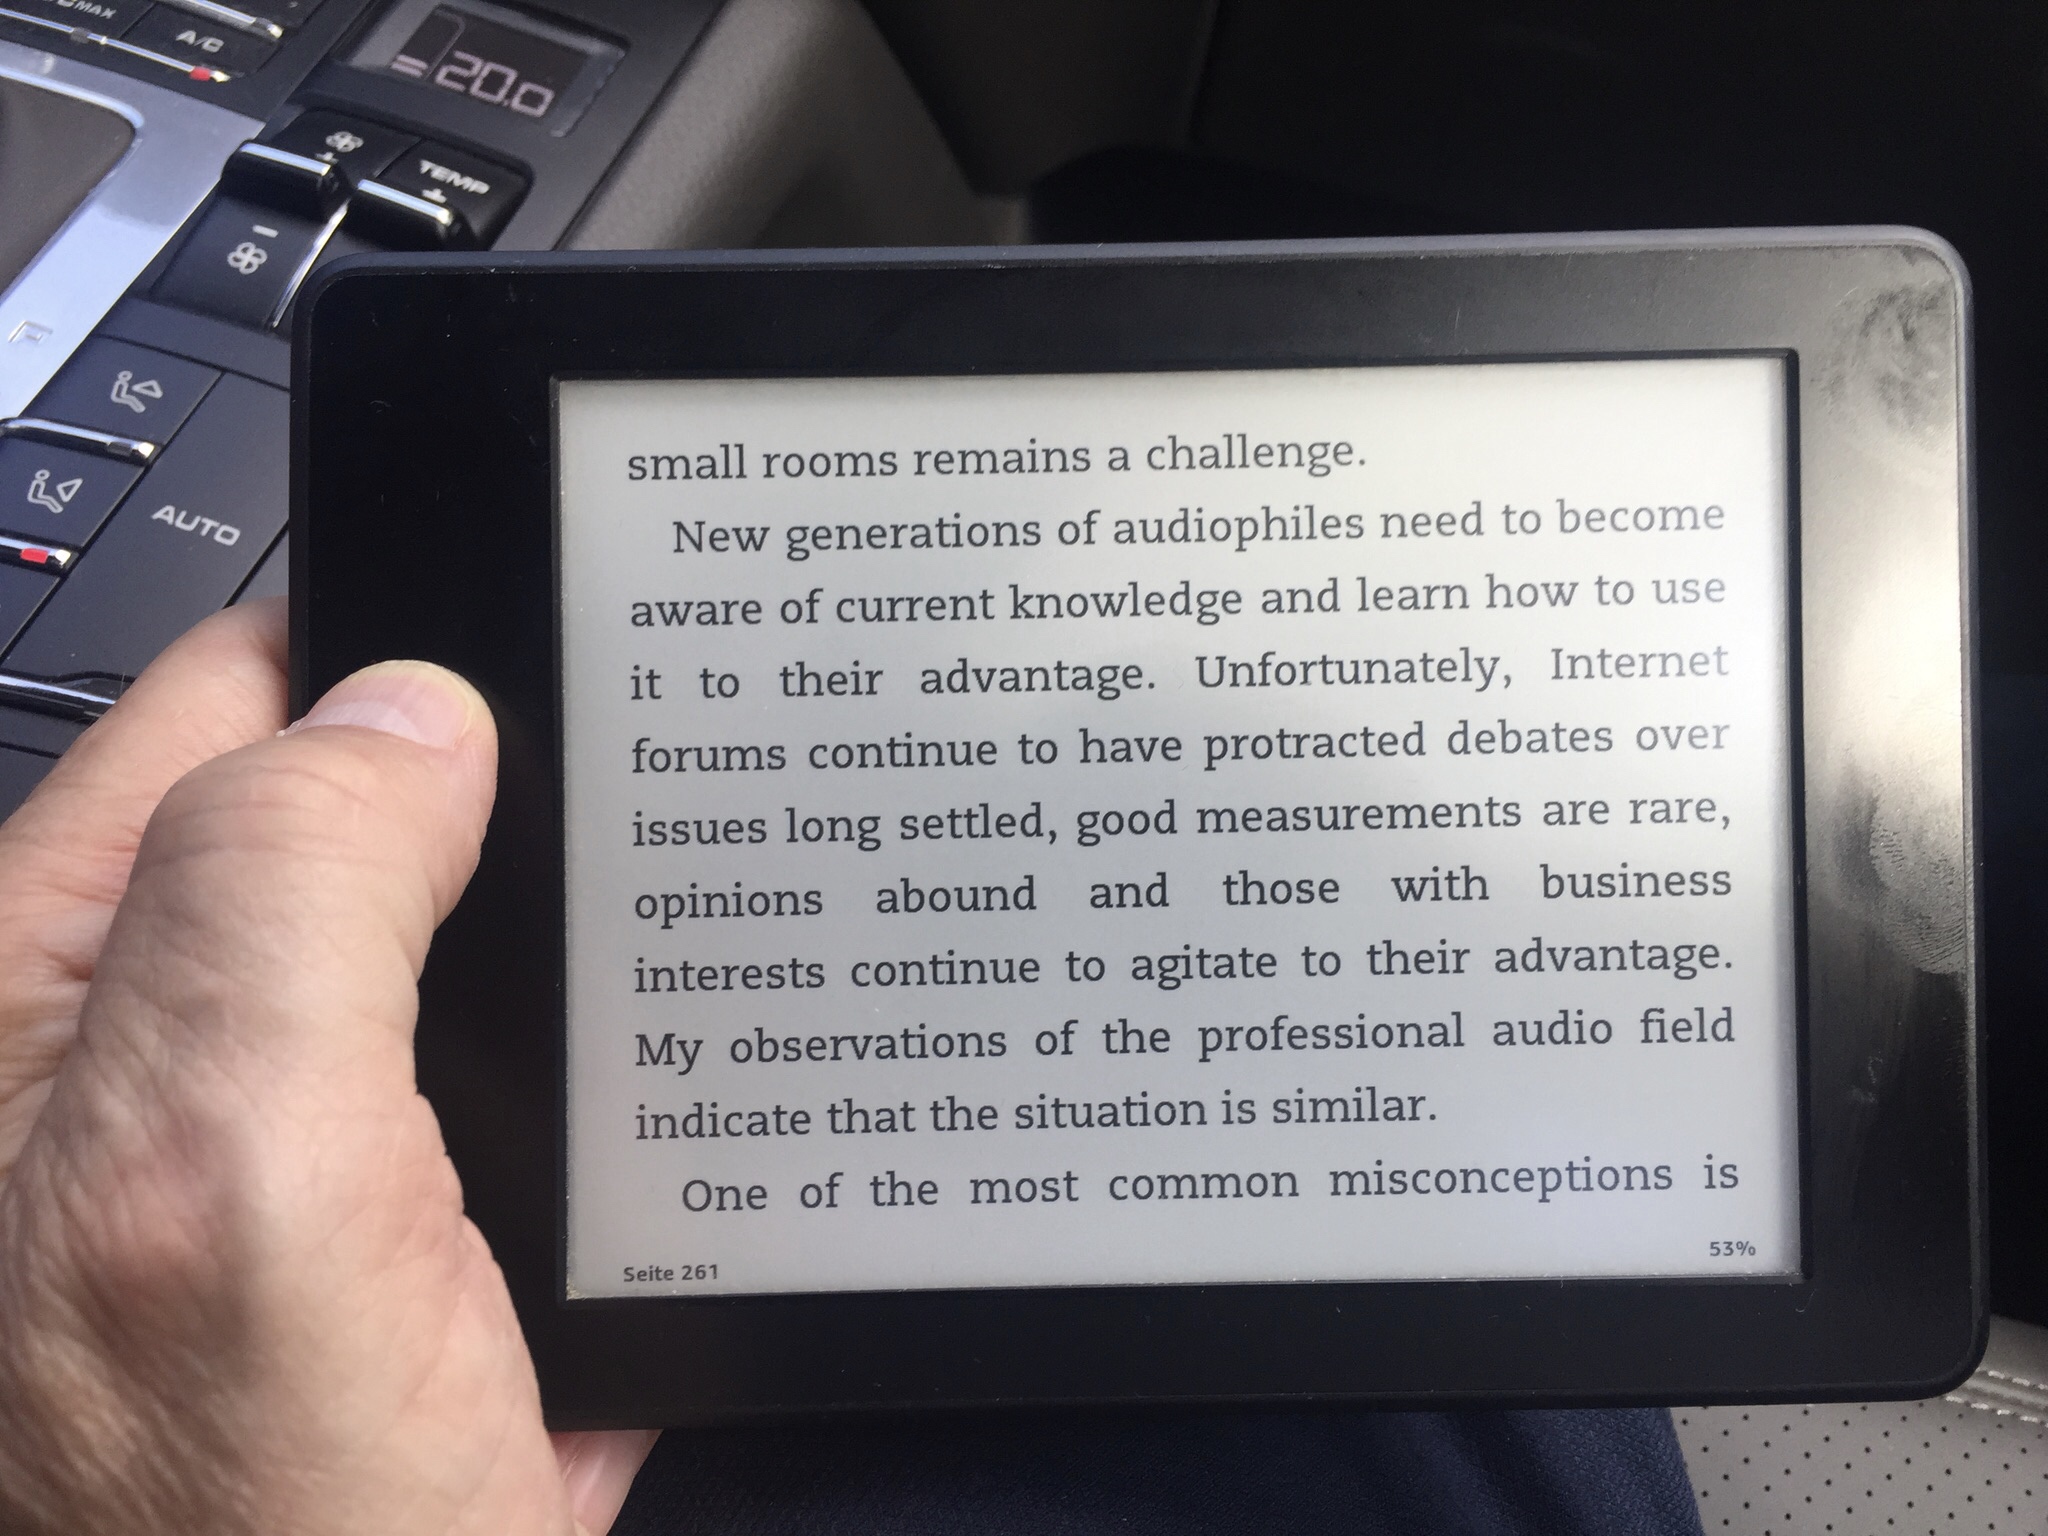 MAX
A/C
20.0
TEMP
AUTO
small rooms remains a challenge.
New generations of audiophiles need to become
aware of current knowledge and learn how to use
it to their advantage. Unfortunately, Internet
forums continue to have protracted debates over
issues long settled, good measurements are rare,
opinions abound and those with business
interests continue to agitate to their advantage.
My observations of the professional audio field
indicate that the situation is similar.
One of the most common misconceptions is
53%
Seite 261